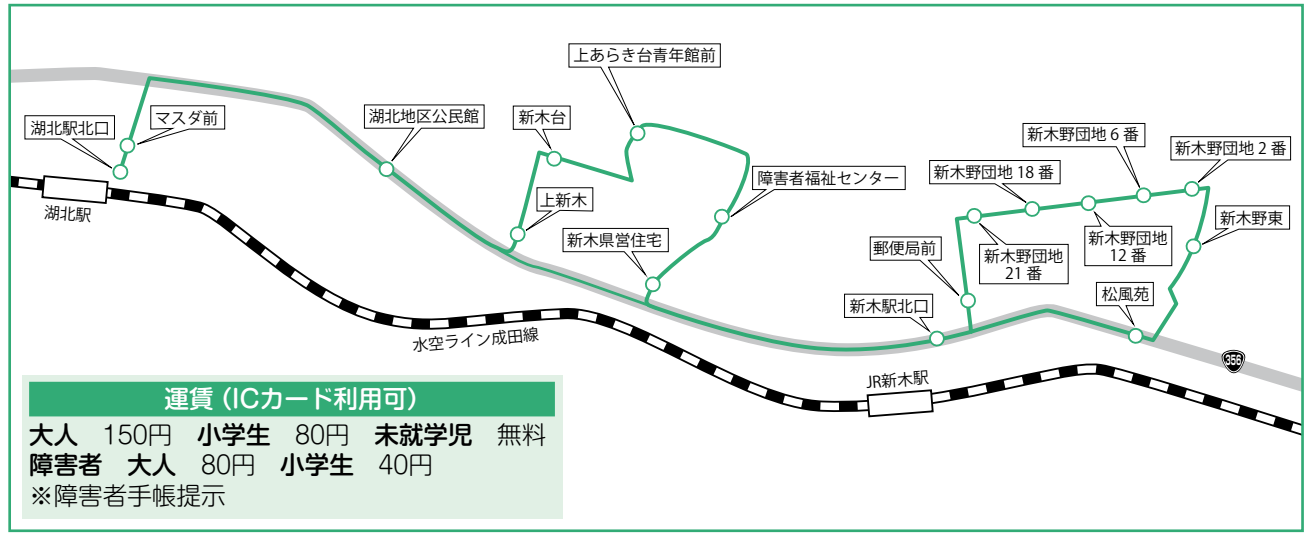 上あらき台青年館前
湖北駅北口
マスダ前
湖北地区公民館
新木台
新木野団地 6 番
新木野団地 2 番
障害者福祉センター
新木野団地 18 番
湖北駅
上新木
新木県営住宅
新木野東
郵便局前
新木野団地
21 番
新木野団地
12 番
新木駅北口
松風苑
水空ライン成田線
JR新木駅
356
運賃（ICカード利用可）
大人 150円 小学生 80円 未就学児 無料
障害者 大人 80円 小学生 40円
※障害者手帳提示